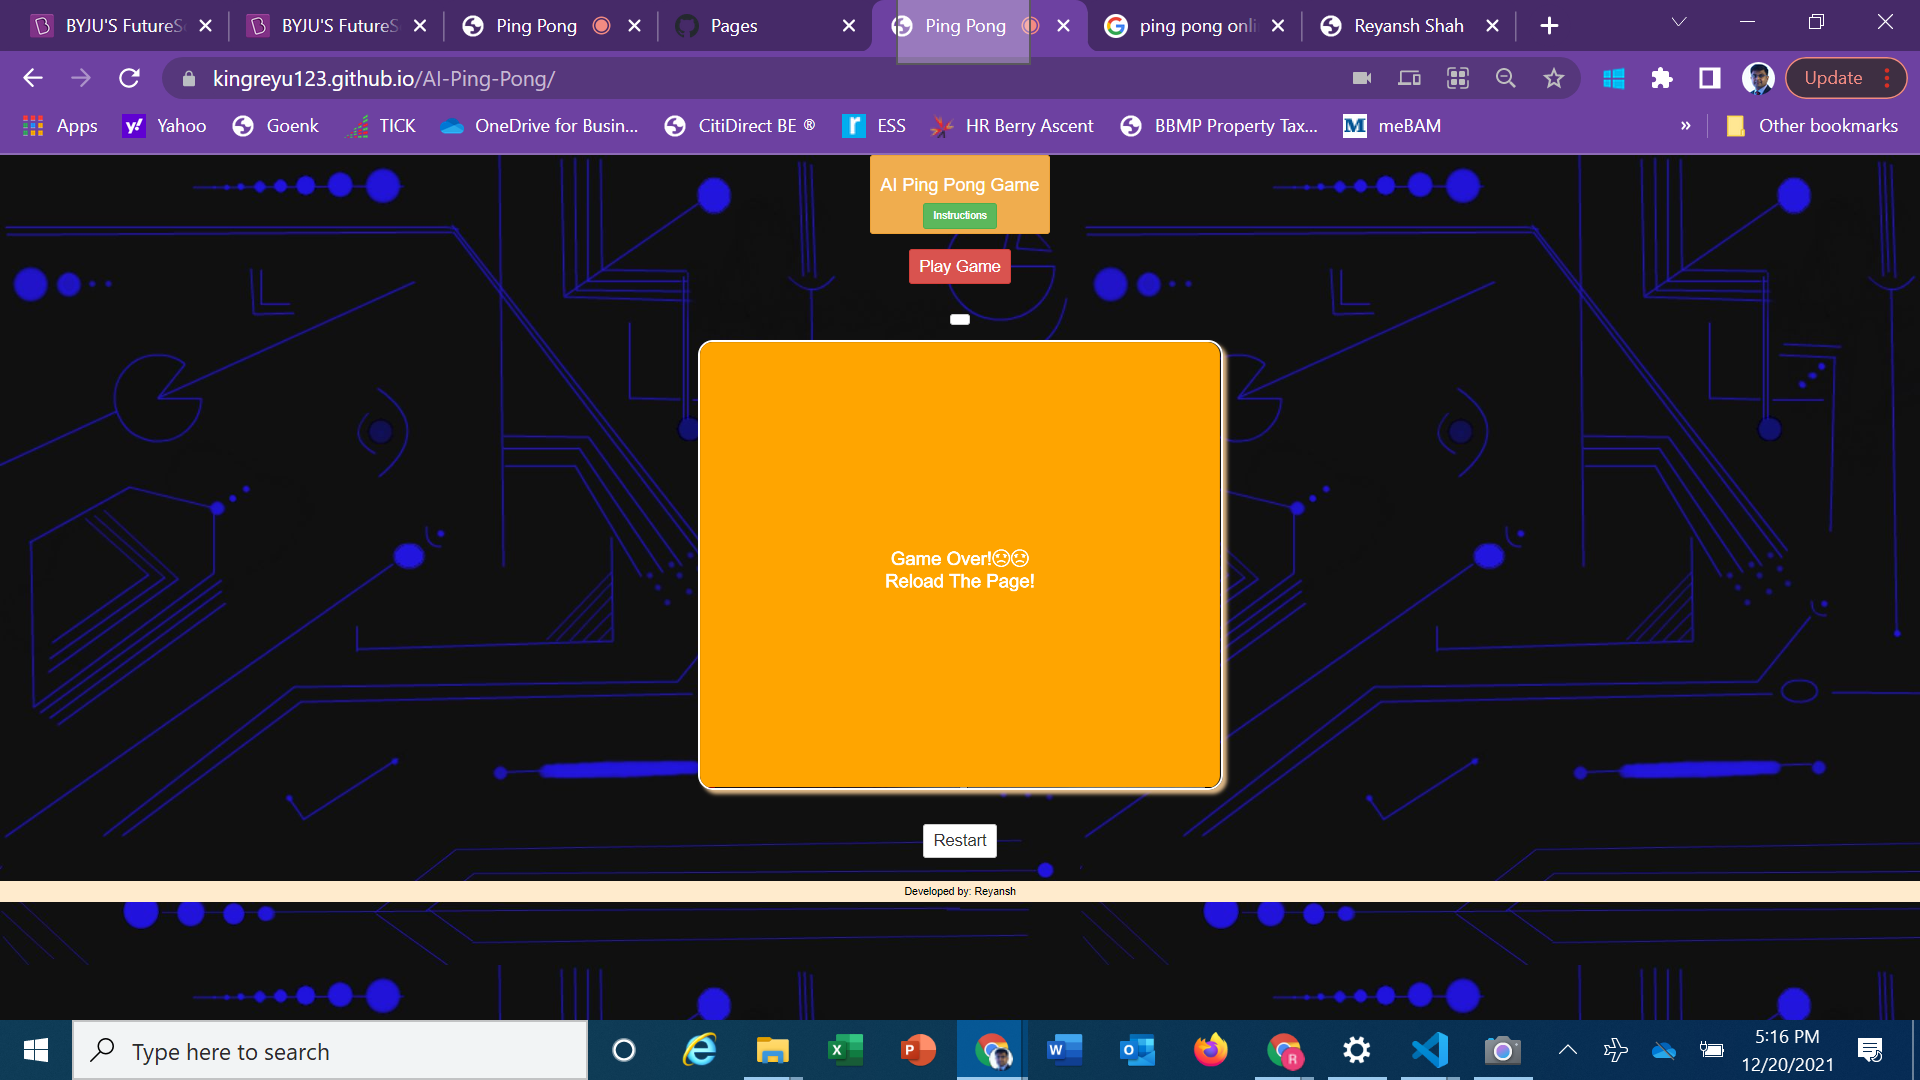 BYJU'S FutureS
BYJU'S FutureS
Ping Pong
Pages
Ping Pong
ping pong onli
Reyansh Shah
kingreyu123.github.io/AI-Ping-Pong/
Update
Apps
Yahoo
Goenk
TICK
OneDrive for Busin...
CitiDirect BE ®
ESS
HR Berry Ascent
BBMP Property Tax...
meBAM
»
Other bookmarks
AI Ping Pong Game
Instructions
Play Game
Game Over!☹☹
Reload The Page!
Restart
Developed by: Reyansh
Type here to search
5:16 PM
12/20/2021